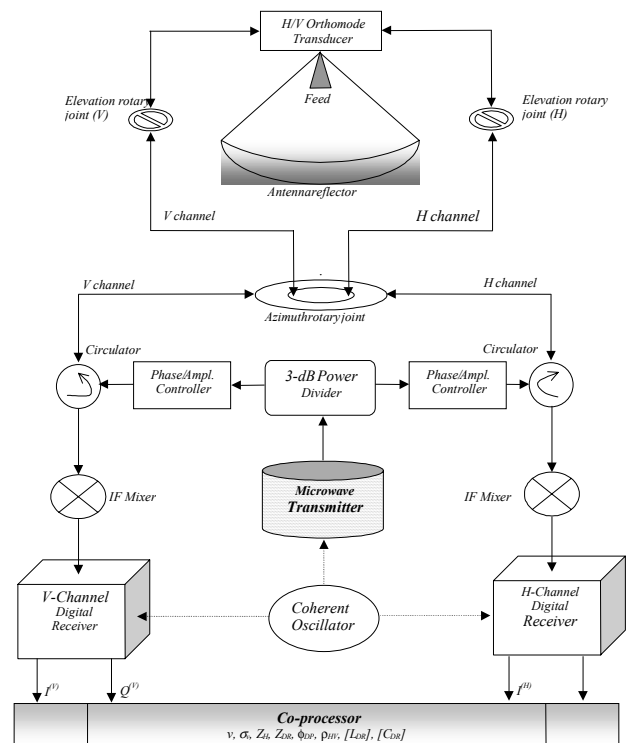 H/V Orthomode
Transducer
Elevation rotary
joint (V)
Feed
Elevation rotary
joint (H)
Antennareflector
V channel
H channel
V channel
H channel
Azimuthrotaryjoint
Circulator
Circulator
Phase/Ampl.
Controller
3-dB Power
Divider
Phase/Ampl.
Controller
IF Mixer
Microwave
Transmitter
IF Mixer
V-Channel
Digital
Receiver
Coherent
Oscillator
H-Channel
Digital
Receiver
I(V)
Q(V)
I(H)
Co-processor
v, σv, ZH, ZDR, ϕDP, ρHV, [LDR], [CDR]